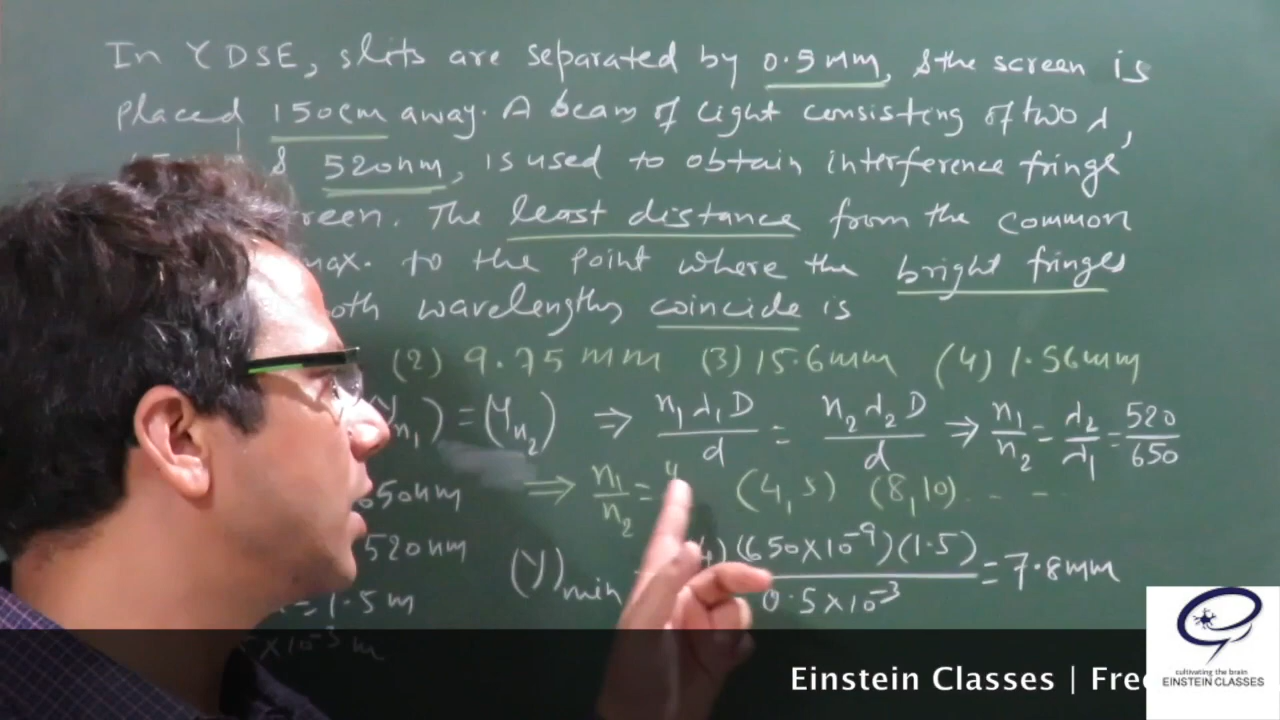 In YDSE, slits are separated by 0.5mm, & the screen is
placed 150cm away. A beam of light consisting of two λ,
& 520nm, is used to obtain interference fringe
reen. The least distance from the common
max. to the point where the bright fringes
oth wavelengths coincide is
(2) 9.75 mm (3) 15.6mm (4) 1.56mm
(Yn₁) = (Yn₂) ⇒ n₁λ₁D/d = n₂λ₂D/d ⇒ n₁/n₂ = λ₂/λ₁ = 520/650
650nm ⇒ n₁/n₂ = 4 (4,5) (8,10) - - -
520nm
(Y)min 4) (650×10⁻⁹)(1.5)/0.5×10⁻³ = 7.8mm
= 1.5m
×10⁻³ m
Einstein Classes | Free
cultivating the brain
EINSTEIN CLASSES